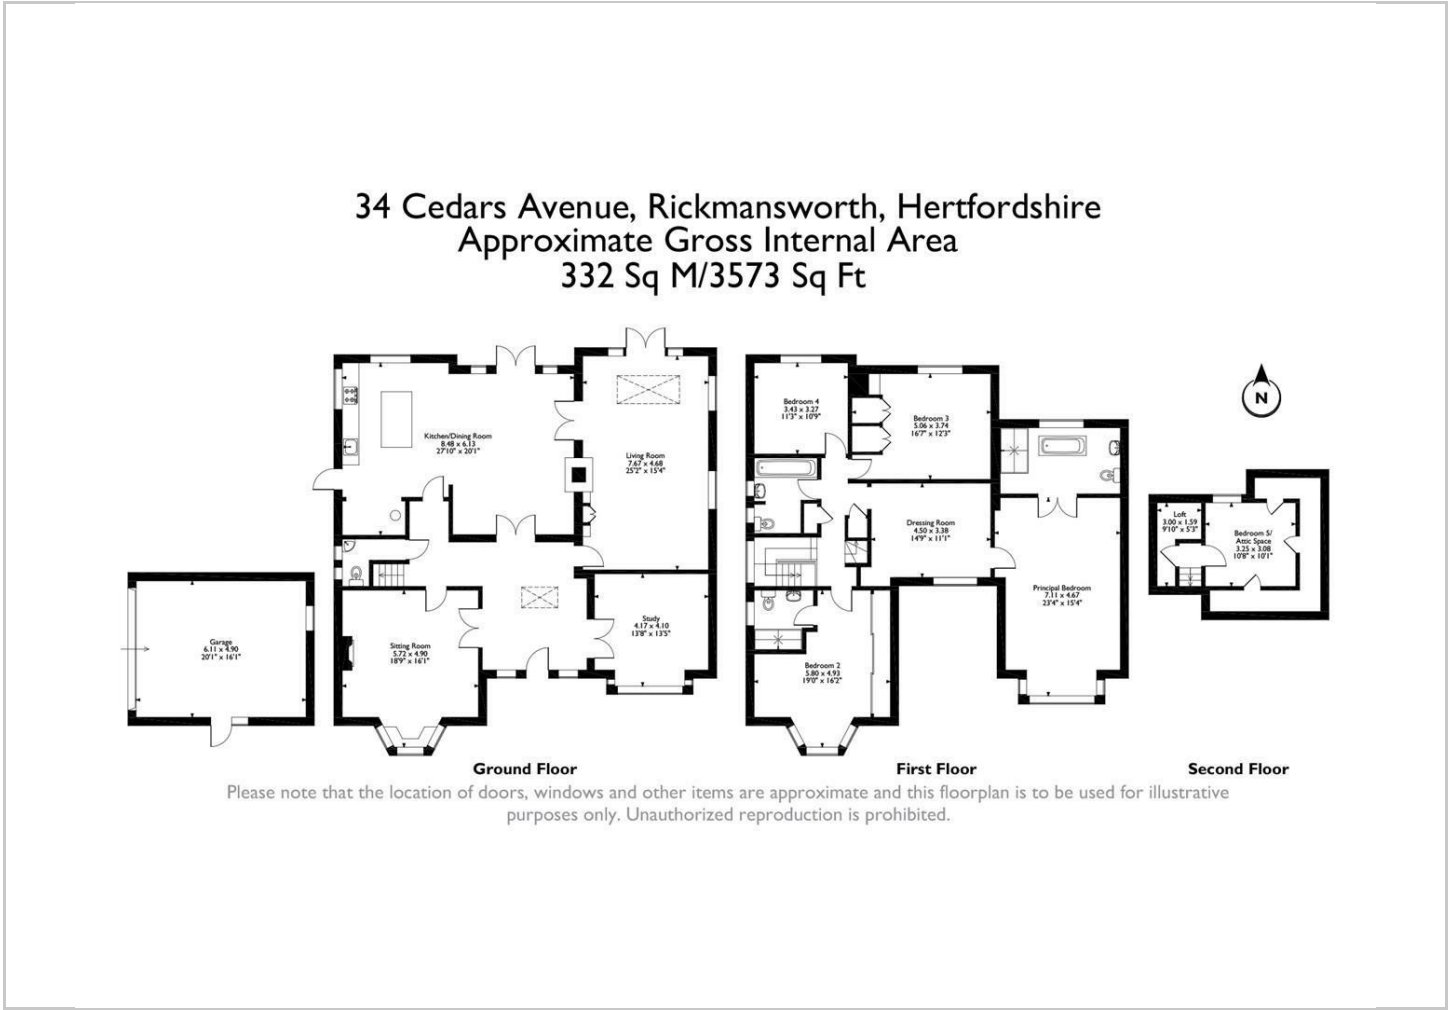 34 Cedars Avenue, Rickmansworth, Hertfordshire
Approximate Gross Internal Area
332 Sq M/3573 Sq Ft
Kitchen/Dining Room
8.48 x 6.13
27'10" x 20'1"
Living Room
7.67 x 4.68
25'2" x 15'4"
Garage
6.11 x 4.90
20'1" x 16'1"
Sitting Room
5.72 x 4.90
18'9" x 16'1"
Study
4.17 x 4.10
13'8" x 13'5"
Ground Floor
Bedroom 4
3.43 x 3.27
11'3" x 10'9"
Bedroom 3
5.06 x 3.74
16'7" x 12'3"
Dressing Room
4.50 x 3.38
14'9" x 11'1"
Principal Bedroom
7.11 x 4.67
23'4" x 15'4"
Bedroom 2
5.80 x 4.93
19'0" x 16'2"
First Floor
N
Loft
3.00 x 1.59
9'10" x 5'3"
Bedroom 5/
Attic Space
3.25 x 3.08
10'8" x 10'1"
Second Floor
Please note that the location of doors, windows and other items are approximate and this floorplan is to be used for illustrative
purposes only. Unauthorized reproduction is prohibited.